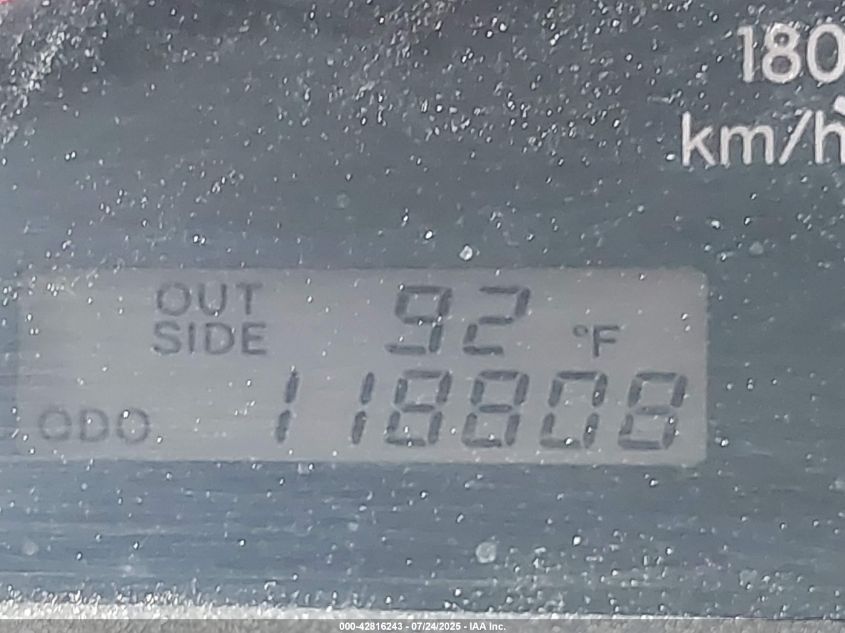 180
km/h
OUT
SIDE 92 °F
ODO 118808
000-42816243 - 07/24/2025 - IAA Inc.